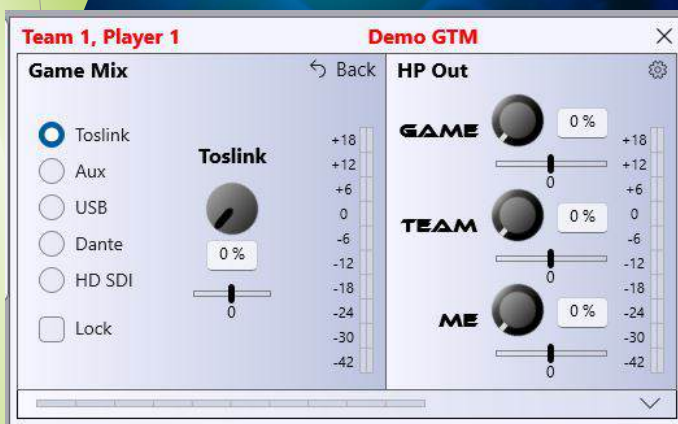 Team 1, Player 1
Demo GTM
Game Mix
Back
Toslink
Aux
USB
Dante
HD SDI
Lock
Toslink
0 %
0
+18
+12
+6
0
-6
-12
-18
-24
-30
-42
HP Out
GAME
0 %
0
TEAM
0 %
0
ME
0 %
0
+18
+12
+6
0
-6
-12
-18
-24
-30
-42